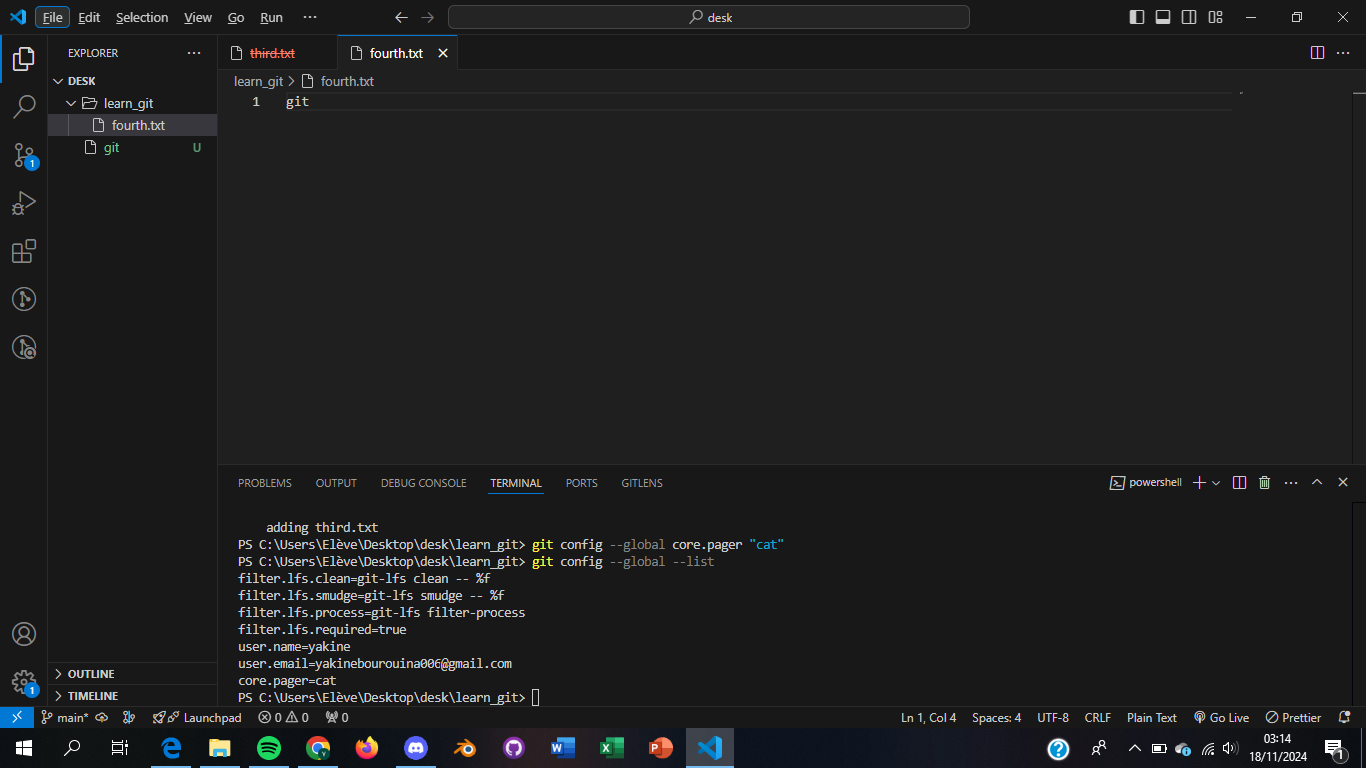 File Edit Selection View Go Run ··· desk
EXPLORER ···
third.txt fourth.txt
DESK
learn_git > fourth.txt
learn_git
1 git
fourth.txt
git U
1
PROBLEMS OUTPUT DEBUG CONSOLE TERMINAL PORTS GITLENS powershell
adding third.txt
PS C:\Users\Elève\Desktop\desk\learn_git> git config --global core.pager "cat"
PS C:\Users\Elève\Desktop\desk\learn_git> git config --global --list
filter.lfs.clean=git-lfs clean -- %f
filter.lfs.smudge=git-lfs smudge -- %f
filter.lfs.process=git-lfs filter-process
filter.lfs.required=true
user.name=yakine
user.email=yakinebourouina006@gmail.com
core.pager=cat
PS C:\Users\Elève\Desktop\desk\learn_git>
OUTLINE
1
TIMELINE
main* Launchpad 0 0 0 Ln 1, Col 4 Spaces: 4 UTF-8 CRLF Plain Text Go Live Prettier
03:14
18/11/2024
1